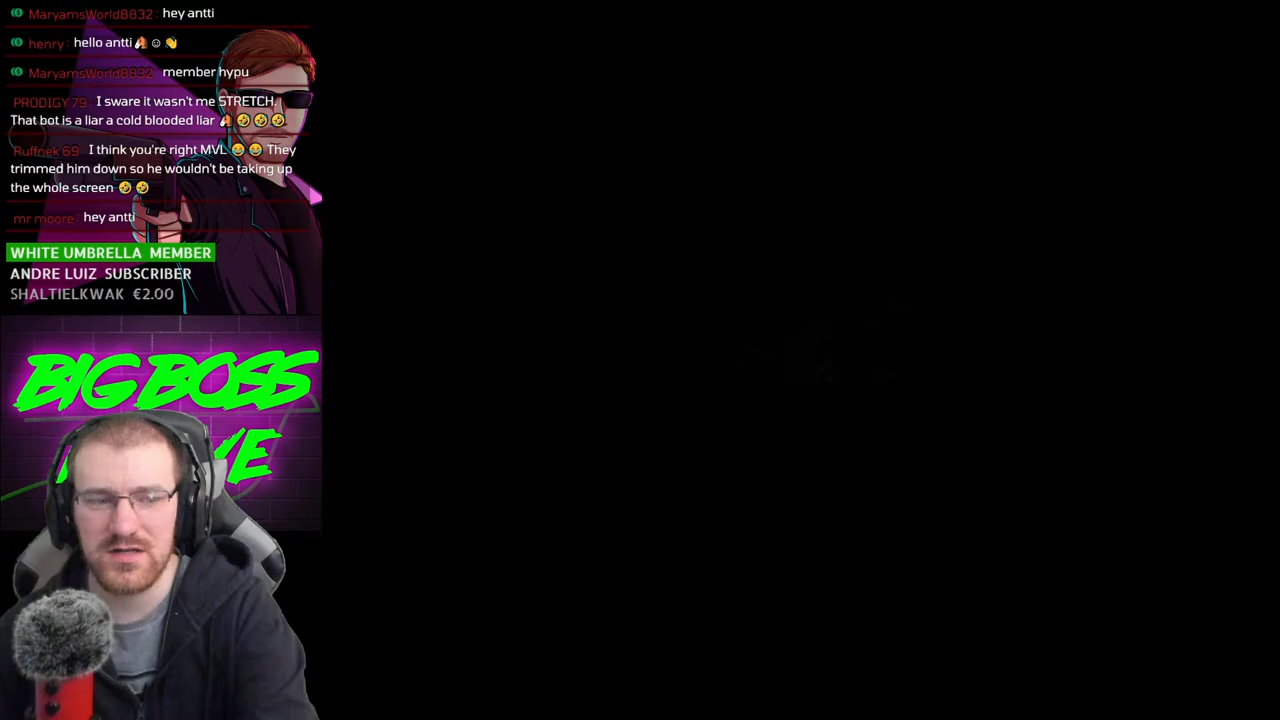 MaryamsWorld8832: hey antti
henry: hello antti🐴☺👏
MaryamsWorld8832: member hypu
PRODIGY 79: I sware it wasn't me STRETCH.
That bot is a liar a cold blooded liar 🐴🤣🤣🤣
Ruffnek 69: I think you're right MVL 😂😂 They
trimmed him down so he wouldn't be taking up
the whole screen 🤣🤣
mr moore: hey antti
WHITE UMBRELLA MEMBER
ANDRE LUIZ SUBSCRIBER
SHALTIELKWAK €2.00
BIG BOSS